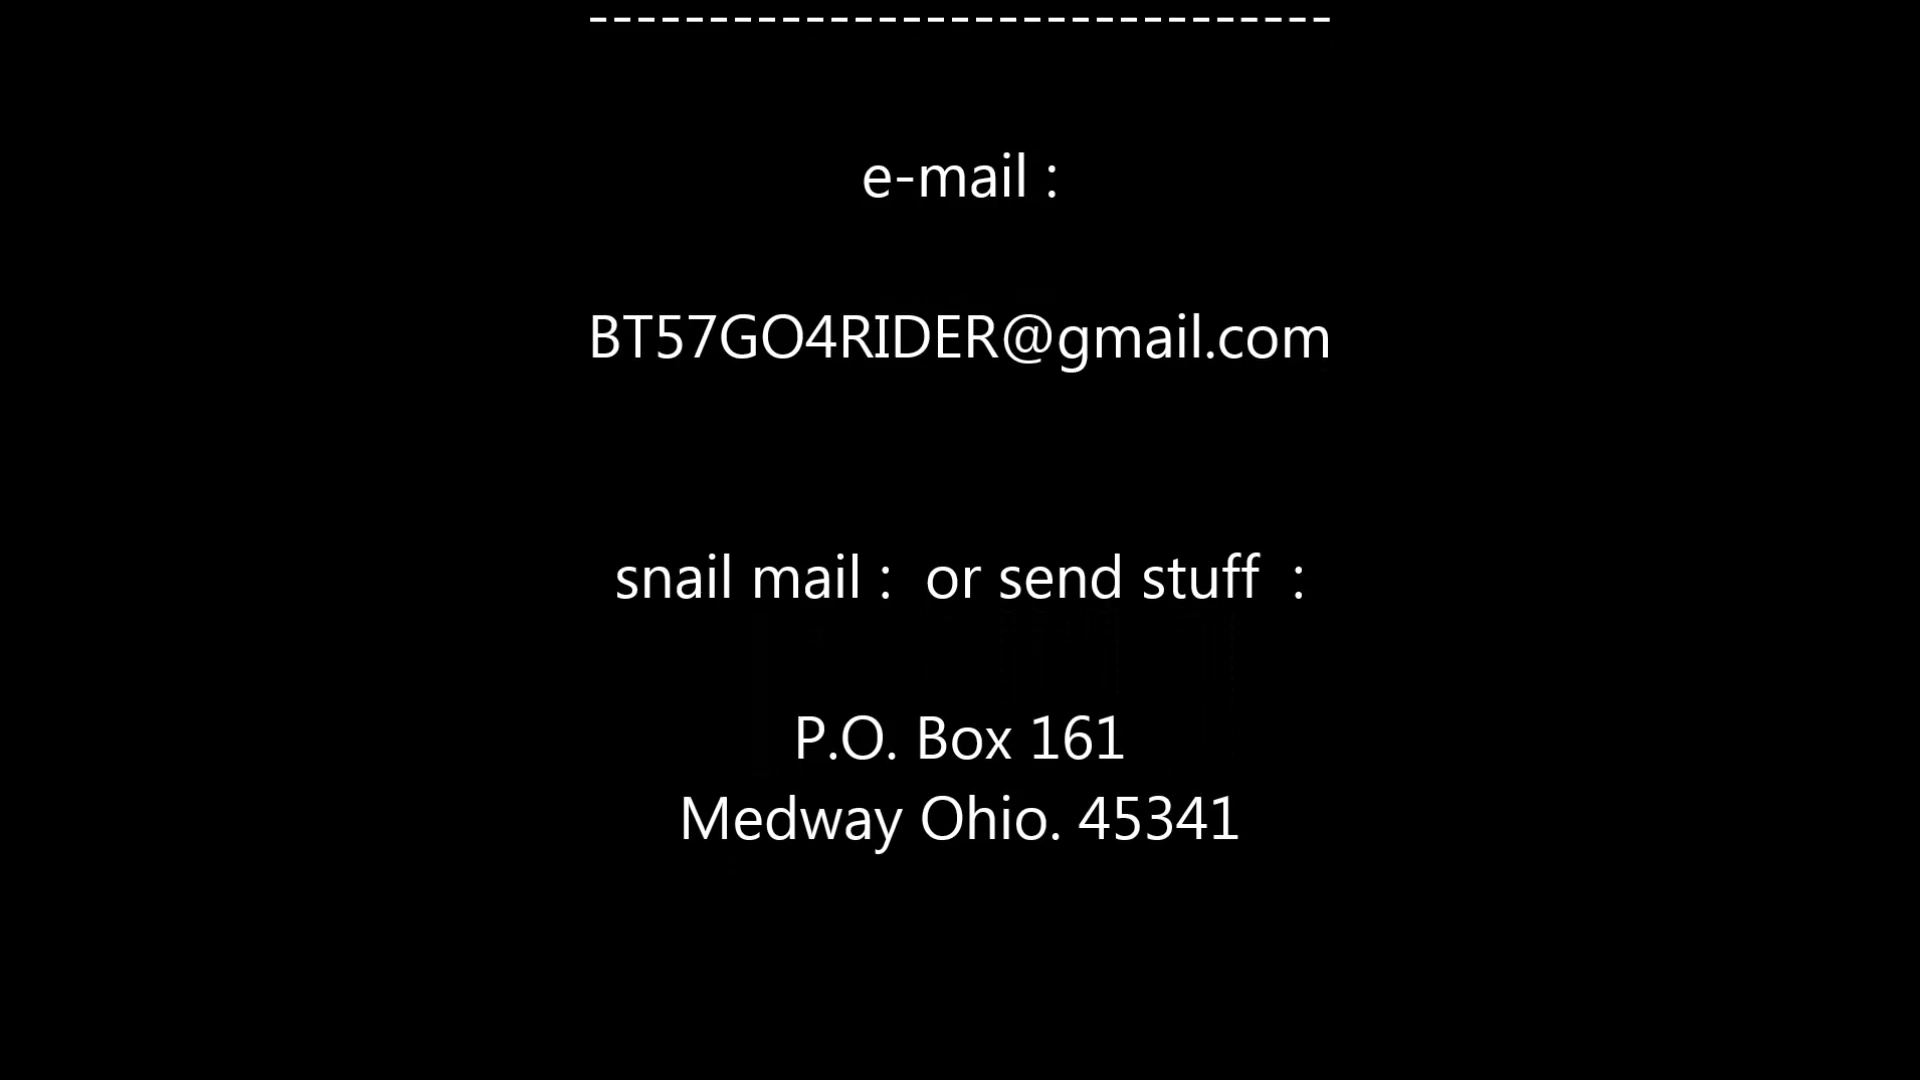 -------------------------------
e-mail :
BT57GO4RIDER@gmail.com
snail mail :  or send stuff  :
P.O. Box 161
Medway Ohio. 45341